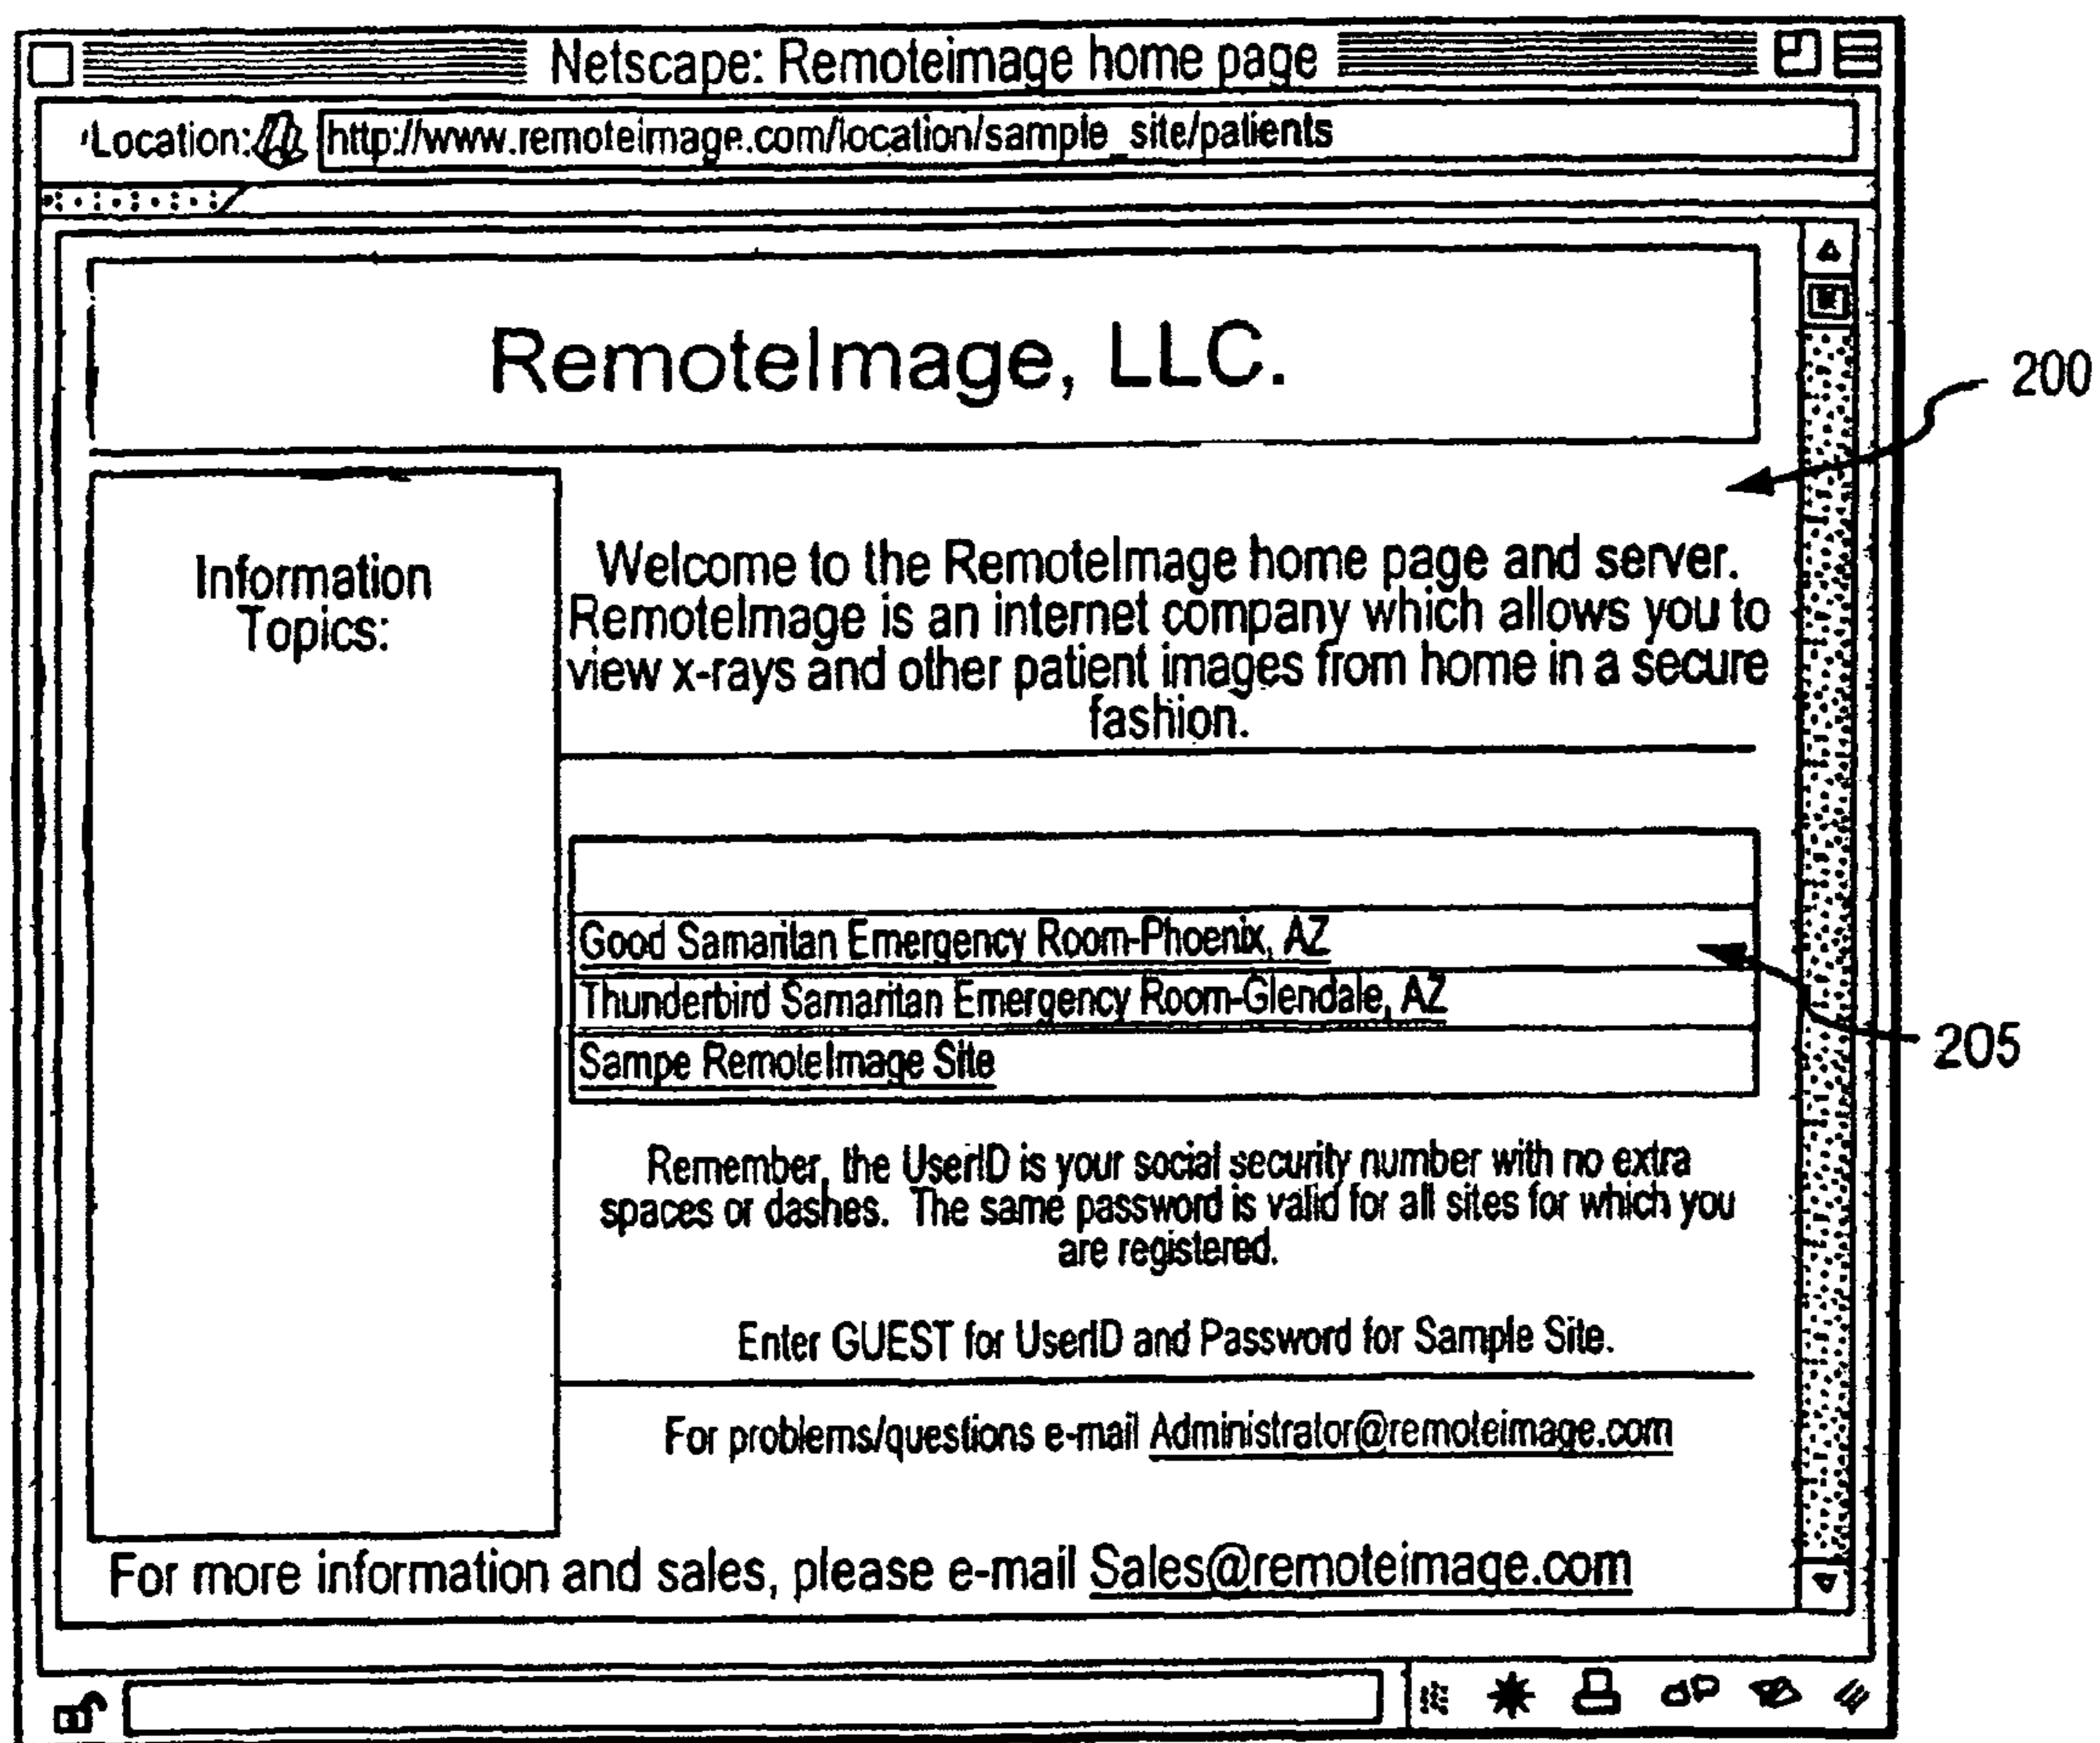 Netscape: Remoteimage home page
Location: http://www.remoteimage.com/location/sample_site/patients
RemoteImage, LLC.
200
Information
Topics:
Welcome to the RemoteImage home page and server.
RemoteImage is an internet company which allows you to
view x-rays and other patient images from home in a secure
fashion.
Good Samaritan Emergency Room-Phoenix, AZ
Thunderbird Samaritan Emergency Room-Glendale, AZ
Sampe RemoteImage Site
205
Remember, the UserID is your social security number with no extra
spaces or dashes. The same password is valid for all sites for which you
are registered.
Enter GUEST for UserID and Password for Sample Site.
For problems/questions e-mail Administrator@remoteimage.com
For more information and sales, please e-mail Sales@remoteimage.com